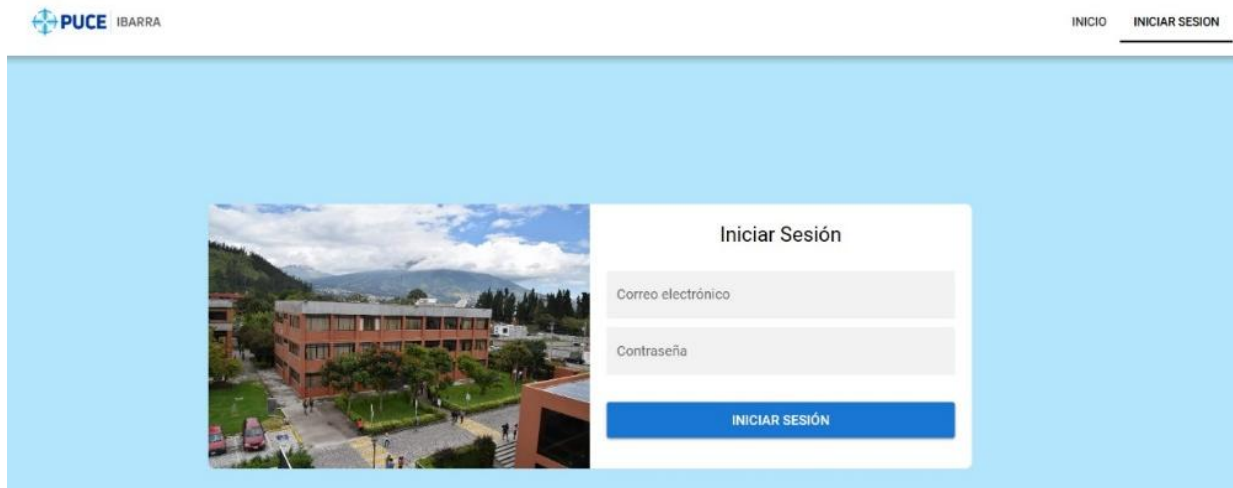 PUCE IBARRA
INICIO INICIAR SESION
Iniciar Sesión
Correo electrónico
Contraseña
INICIAR SESIÓN